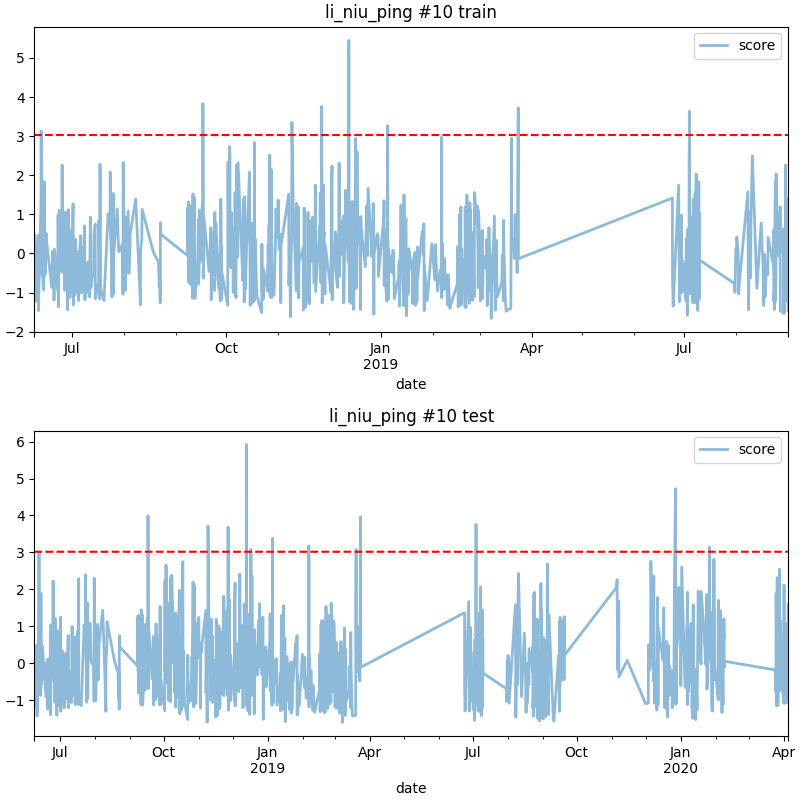 li_niu_ping #10 train
score
5
4
3
2
1
0
−1
−2
Jul
Oct
Jan
2019
Apr
Jul
date
li_niu_ping #10 test
score
6
5
4
3
2
1
0
−1
Jul
Oct
Jan
2019
Apr
Jul
Oct
Jan
2020
Apr
date